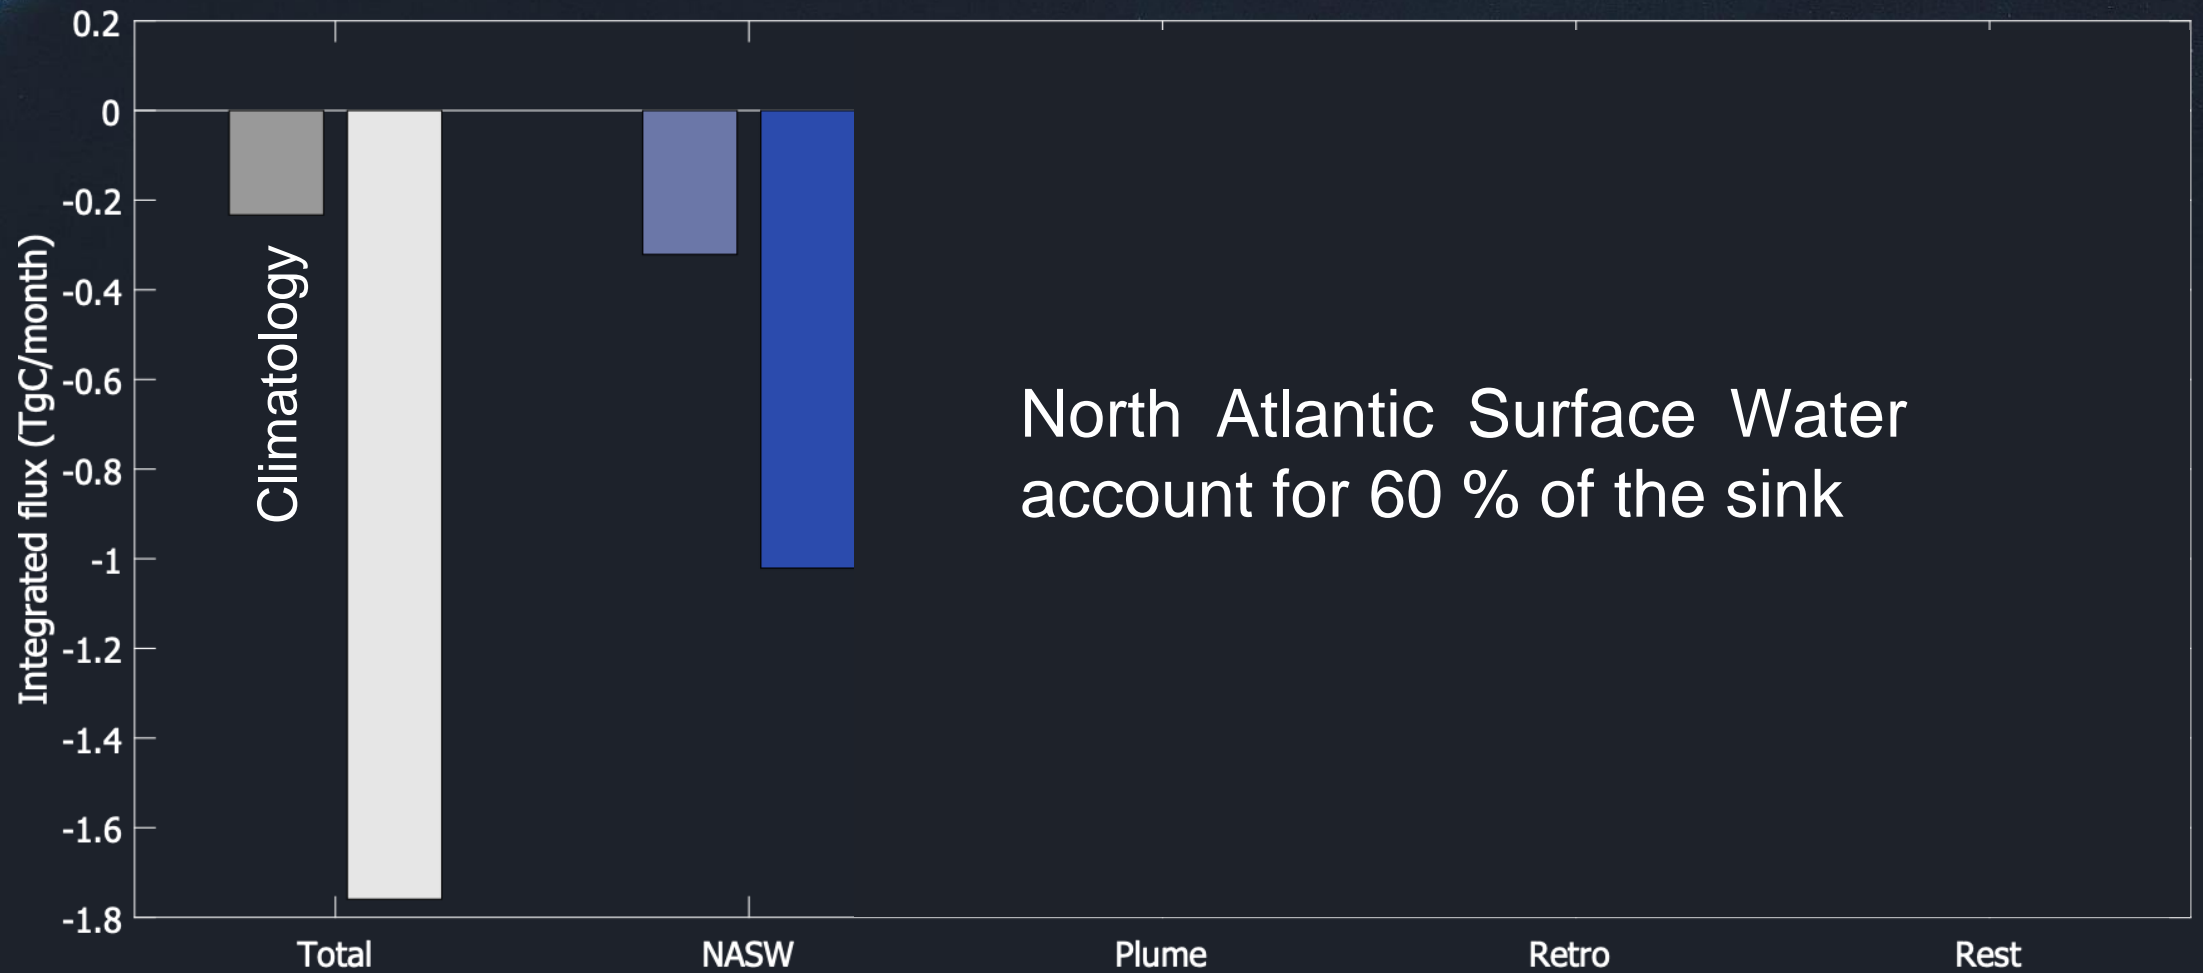 0.2
0
-0.2
-0.4
-0.6
-0.8
-1
-1.2
-1.4
-1.6
-1.8
Integrated flux (TgC/month)
Climatology
North Atlantic Surface Water
account for 60 % of the sink
Total NASW Plume Retro Rest